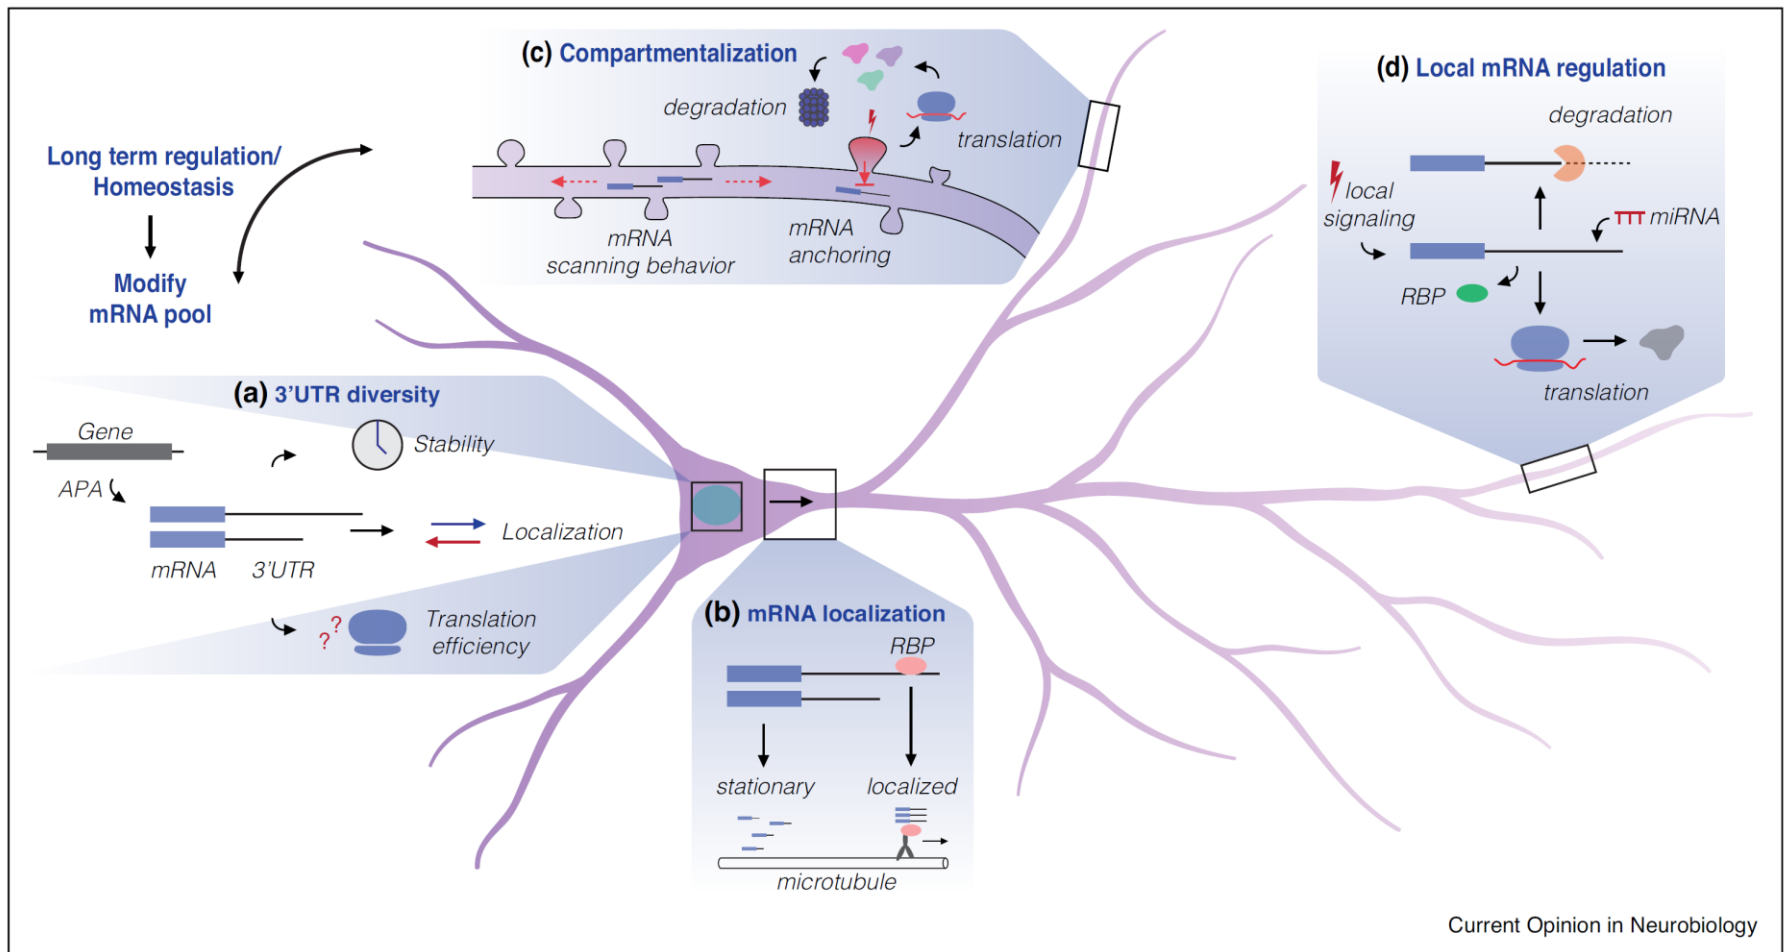 (c) Compartmentalization
degradation
translation
mRNA
scanning behavior
mRNA
anchoring
(d) Local mRNA regulation
degradation
local
signaling
miRNA
RBP
translation
Long term regulation/
Homeostasis
Modify
mRNA pool
(a) 3'UTR diversity
Gene
Stability
APA
Localization
mRNA 3'UTR
? ?
Translation
efficiency
(b) mRNA localization
RBP
stationary localized
microtubule
Current Opinion in Neurobiology